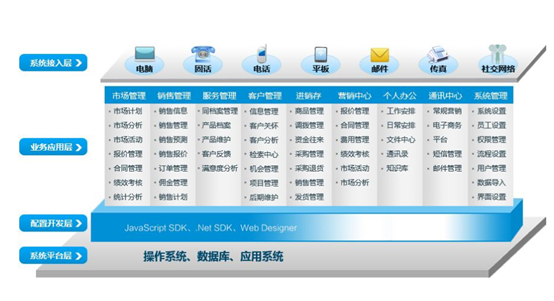 系统接入层
电脑 固话 电话 平板 邮件 传真 社交网络
业务应用层
市场管理 销售管理 服务管理 客户管理 进销存 营销中心 个人办公 通讯中心 系统管理
市场计划 销售信息 同档案管理 信息管理 商品管理 报价管理 工作安排 常规营销 系统设置
市场分析 销售管理 产品档案 客户关怀 调拨管理 合同管理 日常安排 电子商务 员工设置
市场活动 销售预测 产品维护 客户分析 资金往来 费用管理 文件中心 平台 权限管理
报价管理 销售报价 客户反馈 检索中心 采购管理 绩效考核 通讯录 短信管理 流程设置
合同管理 订单管理 满意度分析 机会管理 采购退货 市场活动 知识库 邮件管理 用户管理
绩效考核 佣金管理 项目管理 销售管理 市场分析 数据导入
统计分析 销售计划 后期维护 发货管理 界面设置
配置开发层
JavaScript SDK、.Net SDK、Web Designer
系统平台层
操作系统、数据库、应用系统